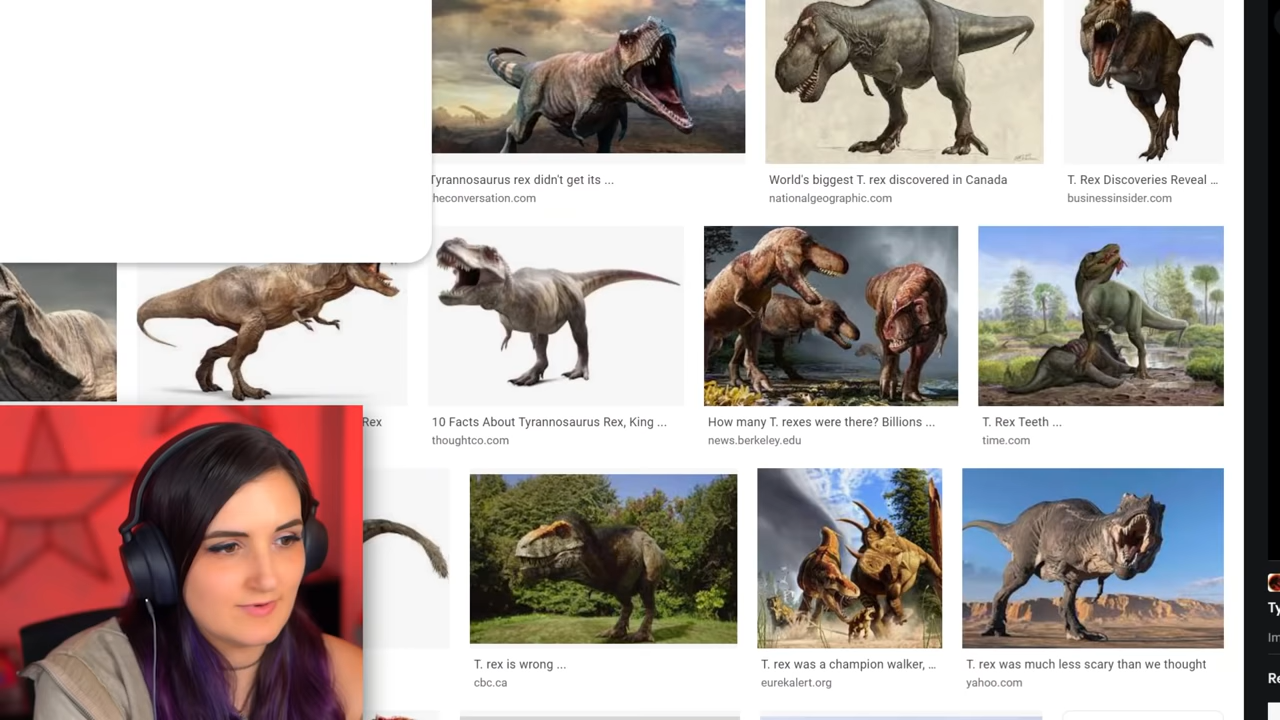 Tyrannosaurus rex didn't get its ...
heconversation.com
World's biggest T. rex discovered in Canada
nationalgeographic.com
T. Rex Discoveries Reveal ...
businessinsider.com
Rex
10 Facts About Tyrannosaurus Rex, King ...
thoughtco.com
How many T. rexes were there? Billions ...
news.berkeley.edu
T. Rex Teeth ...
time.com
T. rex is wrong ...
cbc.ca
T. rex was a champion walker, ...
eurekalert.org
T. rex was much less scary than we thought
yahoo.com
Ty
Im
Re